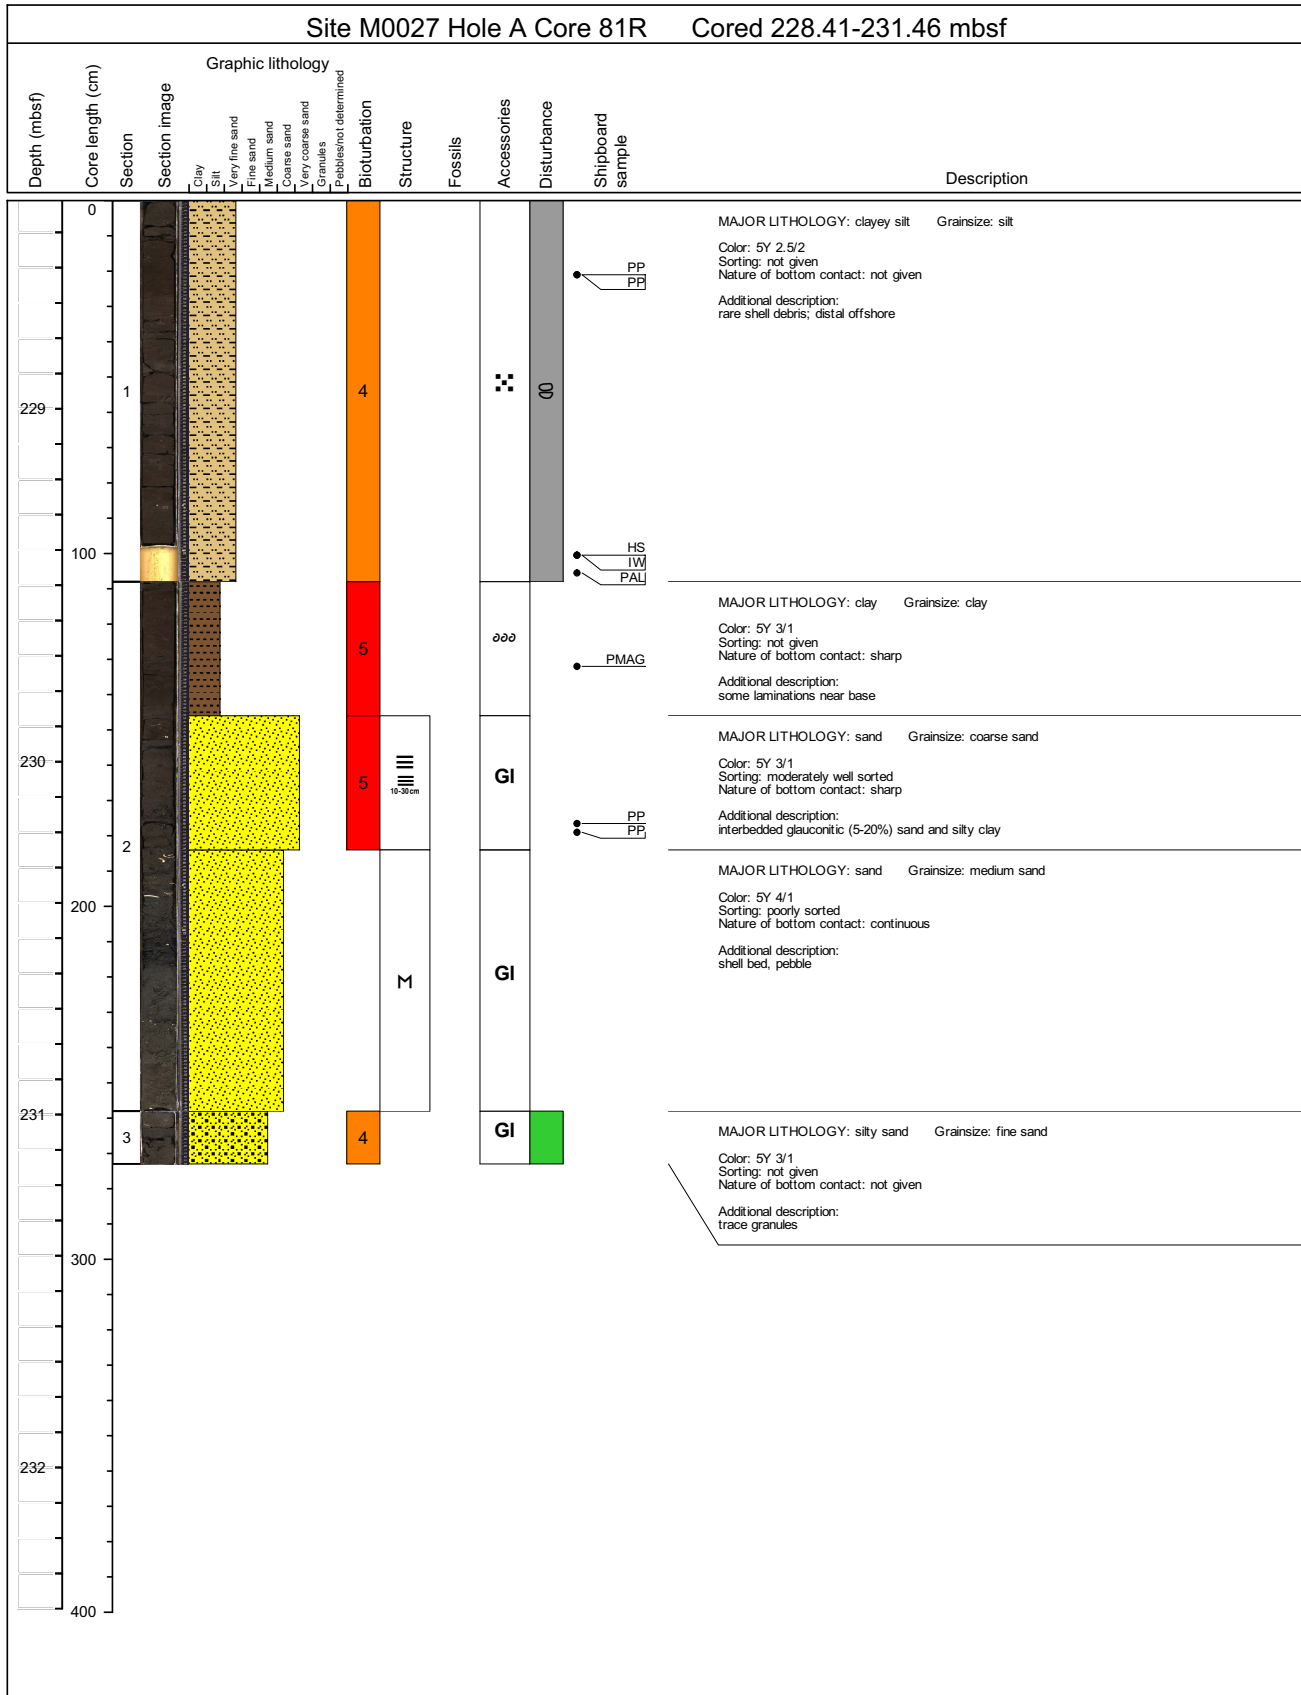 Site M0027 Hole A Core 81R Cored 228.41-231.46 mbsf
Graphic lithology
Depth (mbsf)
Core length (cm)
Section
Section image
Clay
Silt
Very fine sand
Fine sand
Medium sand
Coarse sand
Very coarse sand
Granules
Pebbles/not determined
Bioturbation
Structure
Fossils
Accessories
Disturbance
Shipboard
sample
Description
0
MAJOR LITHOLOGY: clayey silt Grainsize: silt
Color: 5Y 2.5/2
Sorting: not given
Nature of bottom contact: not given
PP
PP
Additional description:
rare shell debris; distal offshore
1
4
229
100
HS
IW
PAL
MAJOR LITHOLOGY: clay Grainsize: clay
Color: 5Y 3/1
Sorting: not given
Nature of bottom contact: sharp
5
PMAG
Additional description:
some laminations near base
MAJOR LITHOLOGY: sand Grainsize: coarse sand
Color: 5Y 3/1
Sorting: moderately well sorted
Nature of bottom contact: sharp
230
5
10-30cm
GI
Additional description:
interbedded glauconitic (5-20%) sand and silty clay
PP
PP
2
MAJOR LITHOLOGY: sand Grainsize: medium sand
Color: 5Y 4/1
Sorting: poorly sorted
Nature of bottom contact: continuous
200
Additional description:
shell bed, pebble
M
GI
231
3
4
GI
MAJOR LITHOLOGY: silty sand Grainsize: fine sand
Color: 5Y 3/1
Sorting: not given
Nature of bottom contact: not given
Additional description:
trace granules
300
232
400